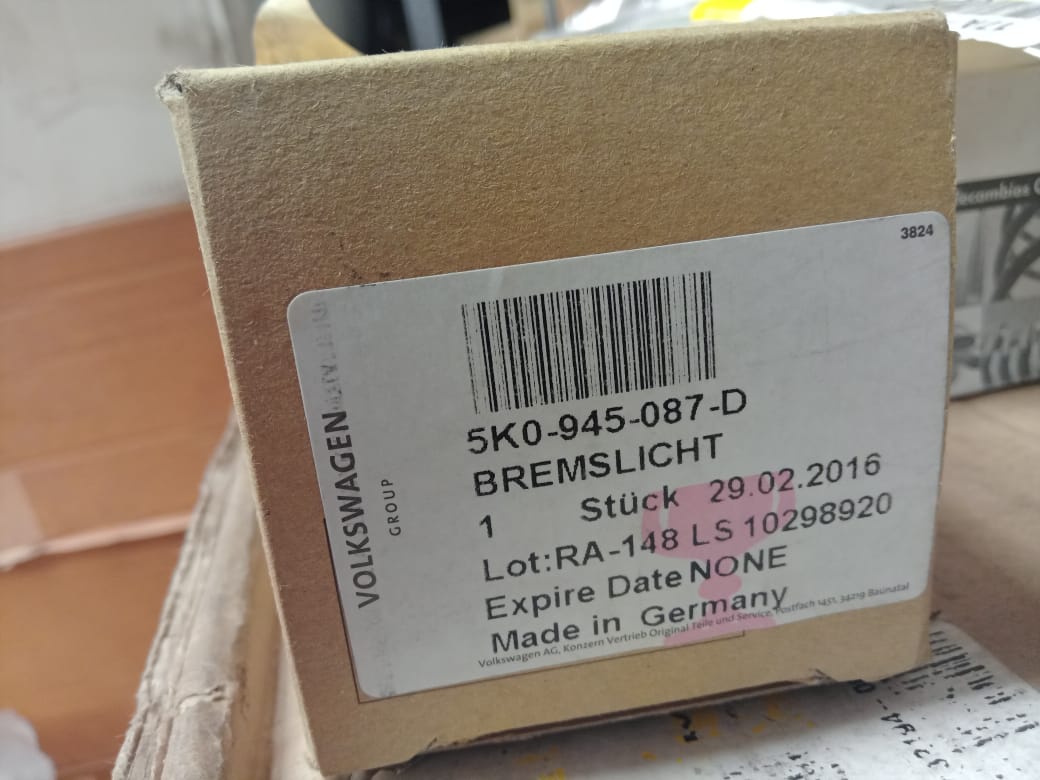 3824
VOLKSWAGEN
GROUP
5K0-945-087-D
BREMSLICHT
1 Stück 29.02.2016
Lot:RA-148 LS 10298920
Expire Date NONE
Made in Germany
Volkswagen AG, Konzern Vertrieb Original Teile und Service, Postfach 1451, 34219 Baunatal